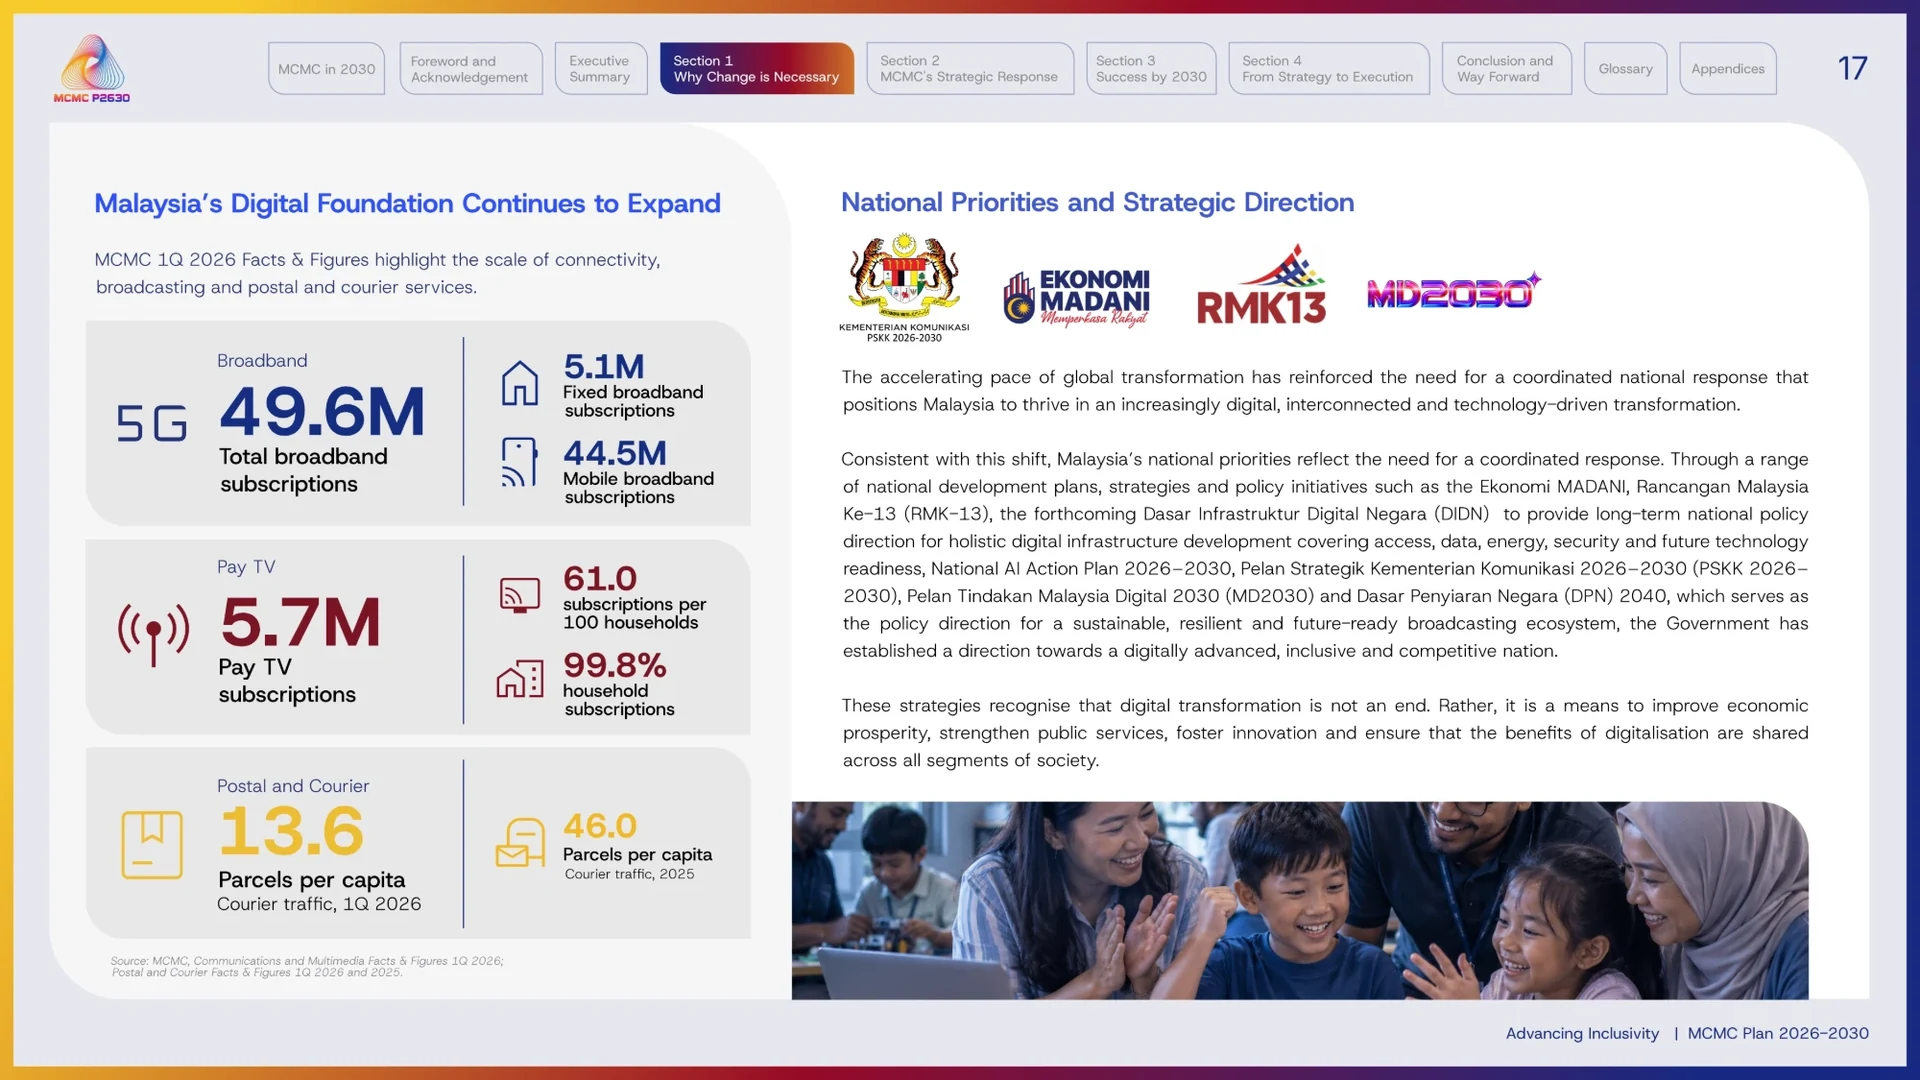 MCMC P2630
MCMC in 2030
Foreword and
Acknowledgement
Executive
Summary
Section 1
Why Change is Necessary
Section 2
MCMC's Strategic Response
Section 3
Success by 2030
Section 4
From Strategy to Execution
Conclusion and
Way Forward
Glossary
Appendices
17
Malaysia's Digital Foundation Continues to Expand
MCMC 1Q 2026 Facts & Figures highlight the scale of connectivity,
broadcasting and postal and courier services.
5G
Broadband
49.6M
Total broadband
subscriptions
5.1M
Fixed broadband
subscriptions
44.5M
Mobile broadband
subscriptions
Pay TV
5.7M
Pay TV
subscriptions
61.0
subscriptions per
100 households
99.8%
household
subscriptions
Postal and Courier
13.6
Parcels per capita
Courier traffic, 1Q 2026
46.0
Parcels per capita
Courier traffic, 2025
Source: MCMC, Communications and Multimedia Facts & Figures 1Q 2026;
Postal and Courier Facts & Figures 1Q 2026 and 2025.
National Priorities and Strategic Direction
KEMENTERIAN KOMUNIKASI
PSKK 2026-2030
EKONOMI
MADANI
Memperkasa Rakyat
RMK13
MD2030
The accelerating pace of global transformation has reinforced the need for a coordinated national response that
positions Malaysia to thrive in an increasingly digital, interconnected and technology-driven transformation.
Consistent with this shift, Malaysia's national priorities reflect the need for a coordinated response. Through a range
of national development plans, strategies and policy initiatives such as the Ekonomi MADANI, Rancangan Malaysia
Ke-13 (RMK-13), the forthcoming Dasar Infrastruktur Digital Negara (DIDN) to provide long-term national policy
direction for holistic digital infrastructure development covering access, data, energy, security and future technology
readiness, National AI Action Plan 2026–2030, Pelan Strategik Kementerian Komunikasi 2026–2030 (PSKK 2026–
2030), Pelan Tindakan Malaysia Digital 2030 (MD2030) and Dasar Penyiaran Negara (DPN) 2040, which serves as
the policy direction for a sustainable, resilient and future-ready broadcasting ecosystem, the Government has
established a direction towards a digitally advanced, inclusive and competitive nation.
These strategies recognise that digital transformation is not an end. Rather, it is a means to improve economic
prosperity, strengthen public services, foster innovation and ensure that the benefits of digitalisation are shared
across all segments of society.
Advancing Inclusivity | MCMC Plan 2026-2030